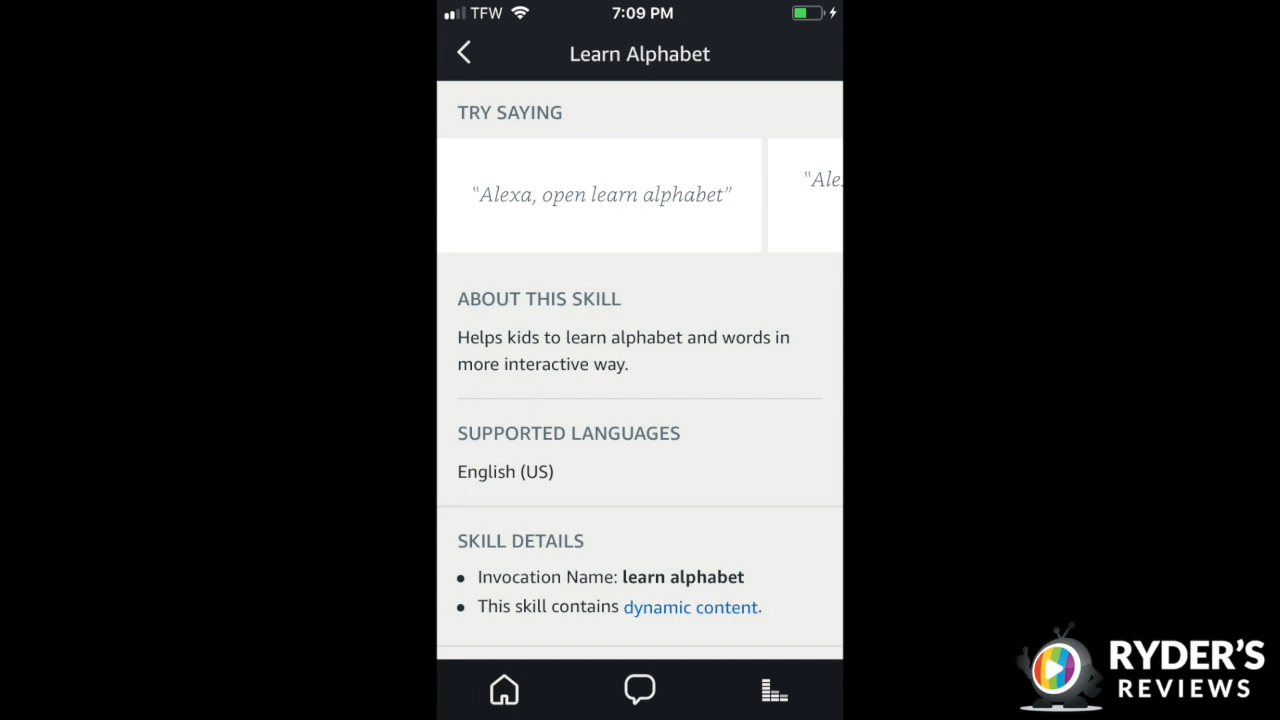 TFW 7:09 PM
Learn Alphabet
TRY SAYING
"Alexa, open learn alphabet"
"Ale
ABOUT THIS SKILL
Helps kids to learn alphabet and words in
more interactive way.
SUPPORTED LANGUAGES
English (US)
SKILL DETAILS
• Invocation Name: learn alphabet
• This skill contains dynamic content.
RYDER'S
REVIEWS